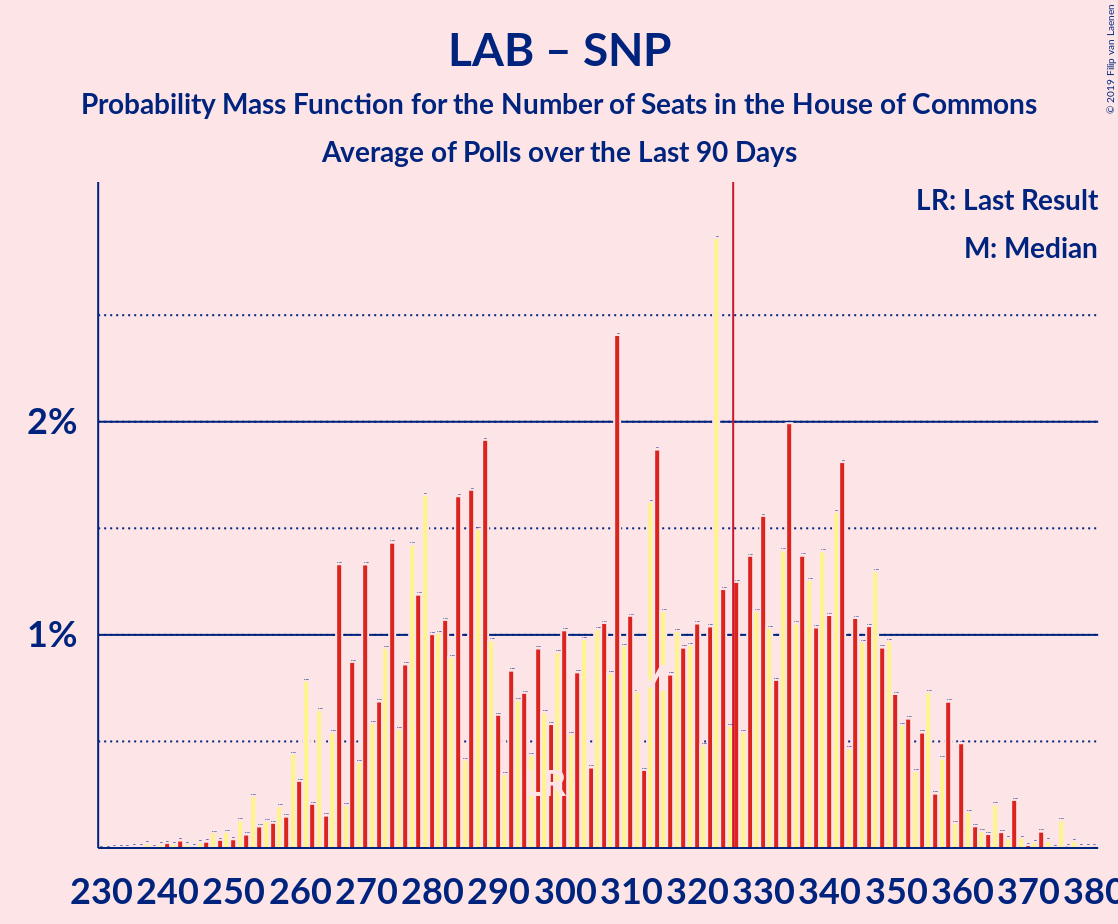 LAB – SNP
Probability Mass Function for the Number of Seats in the House of Commons
Average of Polls over the Last 90 Days
© 2019 Filip van Laenen
LR: Last Result
M: Median
2%
1%
LR
230 240 250 260 270 280 290 300 310 320 330 340 350 360 370 380